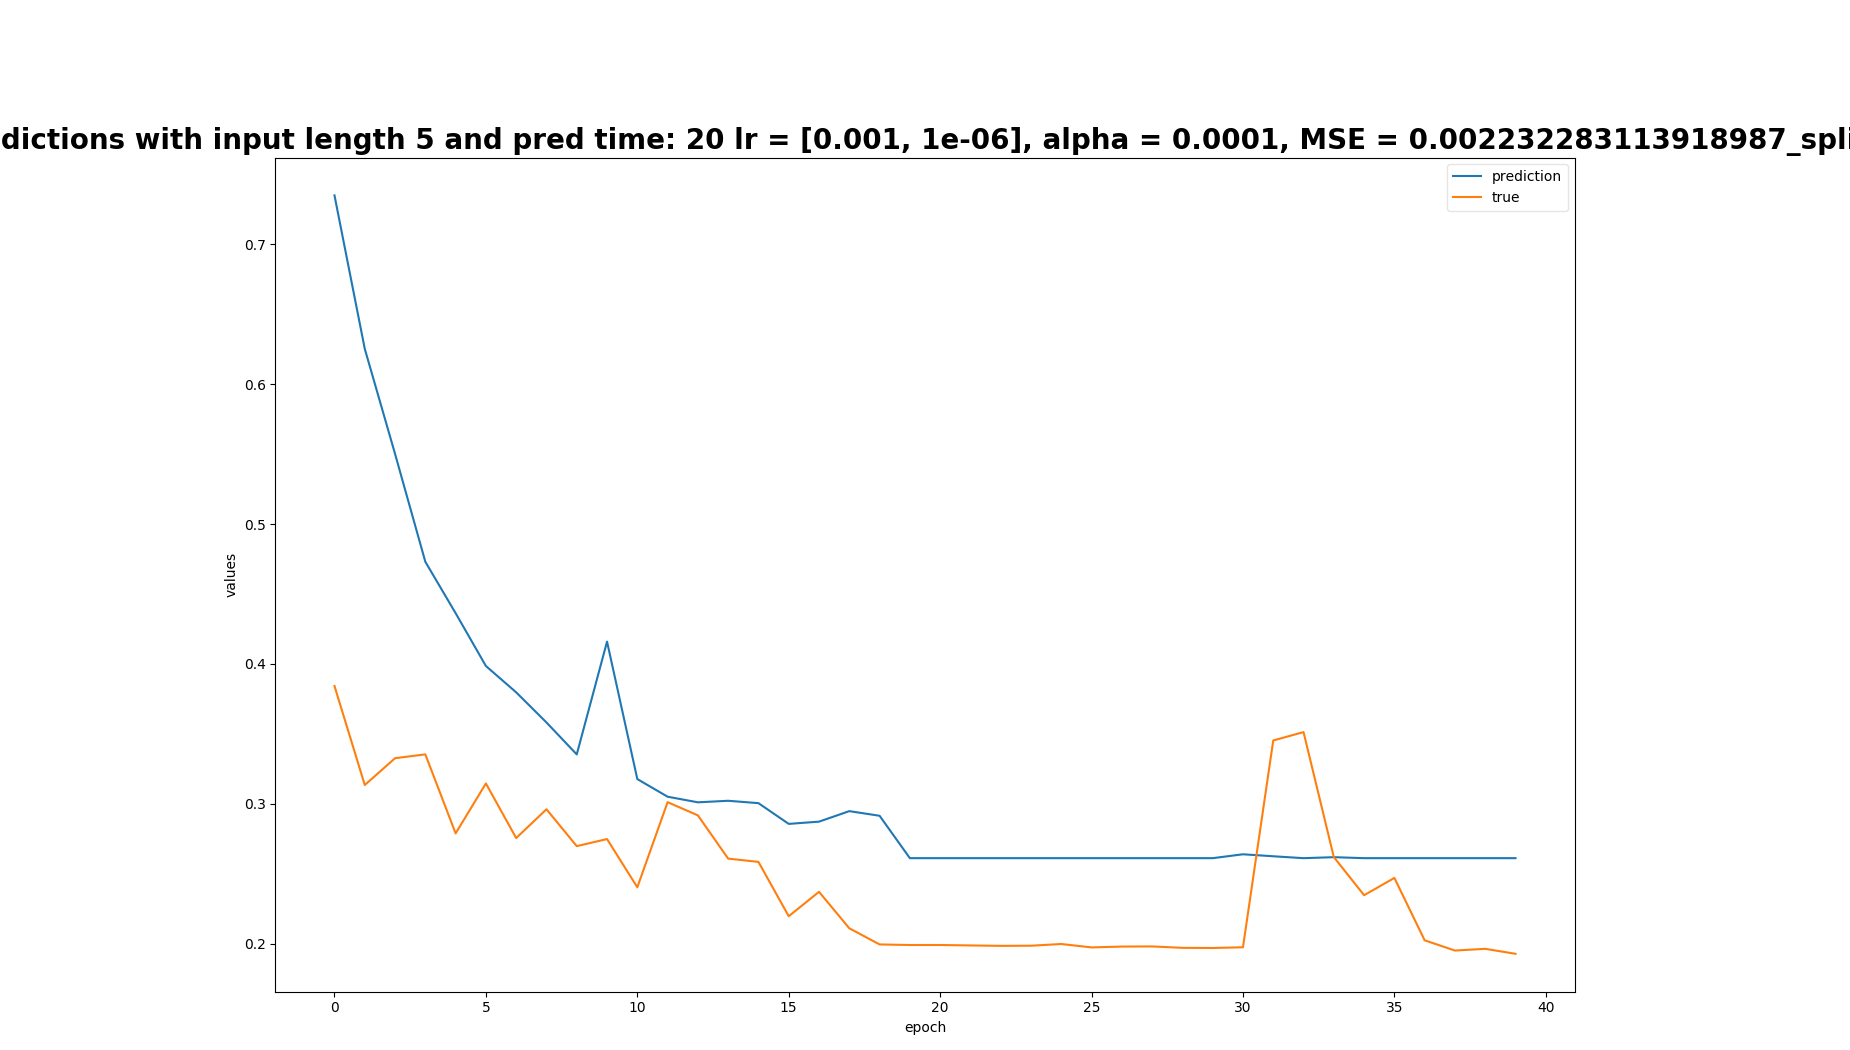 dictions with input length 5 and pred time: 20 lr = [0.001, 1e-06], alpha = 0.0001, MSE = 0.002232283113918987_spli
prediction
true
0.7
0.6
0.5
0.4
0.3
0.2
values
0 5 10 15 20 25 30 35 40
epoch